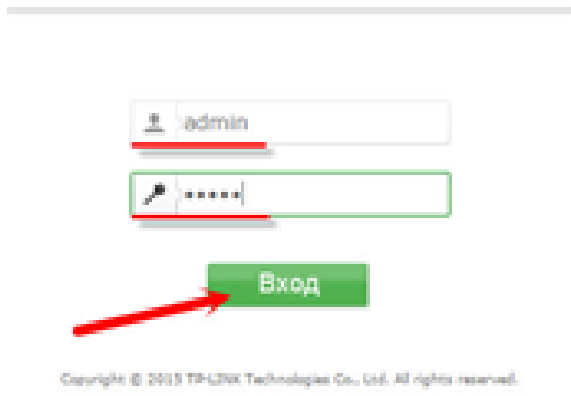 admin
•••••
Вход
Copyright © 2015 TP-LINK Technologies Co., Ltd. All rights reserved.